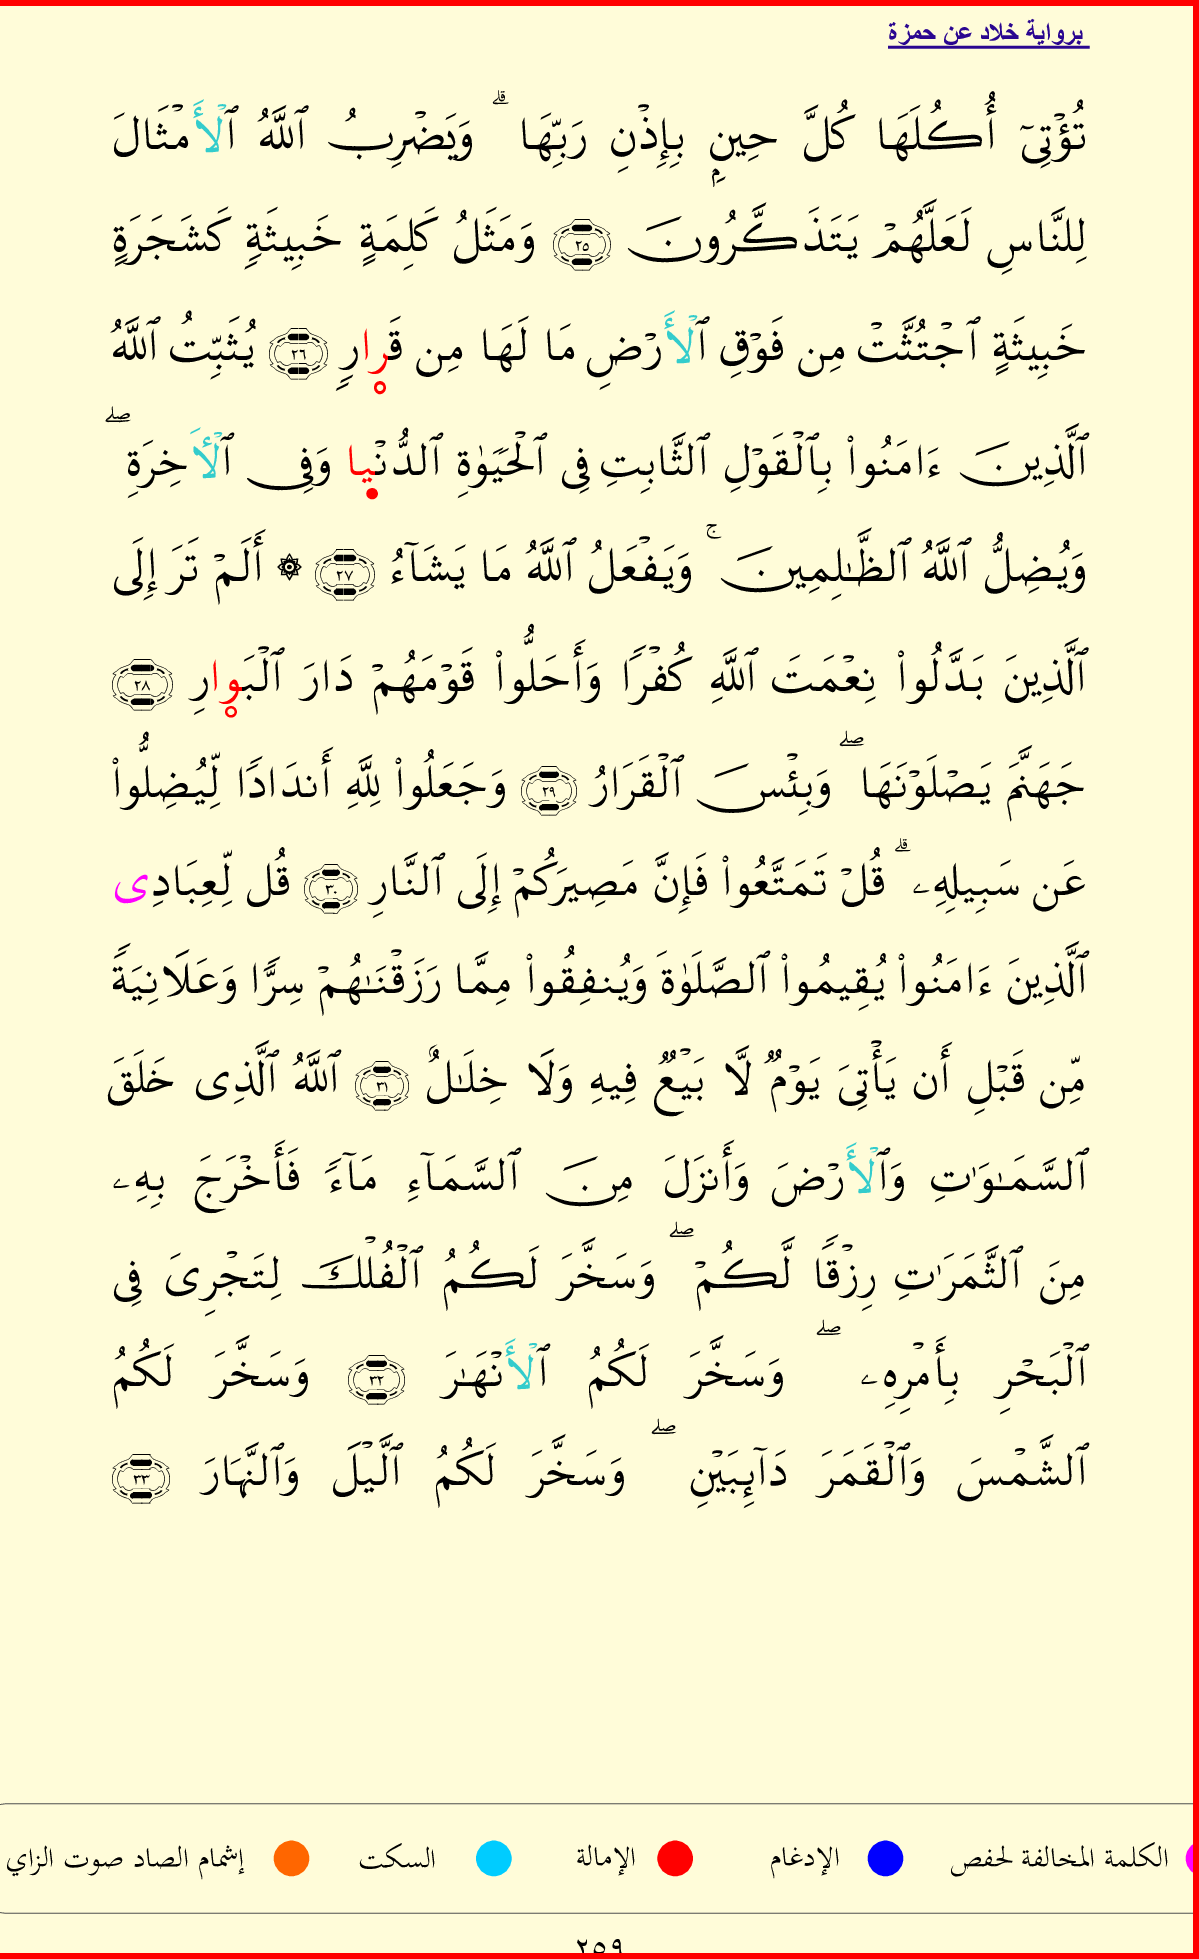 برواية خلاد عن حمزة
تُؤْتِىٓ أُكُلَهَا كُلَّ حِينٍۭ بِإِذْنِ رَبِّهَا ۗ وَيَضْرِبُ ٱللَّهُ ٱلْأَمْثَالَ
لِلنَّاسِ لَعَلَّهُمْ يَتَذَكَّرُونَ ٢٥ وَمَثَلُ كَلِمَةٍ خَبِيثَةٍ كَشَجَرَةٍ
خَبِيثَةٍ ٱجْتُثَّتْ مِن فَوْقِ ٱلْأَرْضِ مَا لَهَا مِن قَرارٍ ٢٦ يُثَبِّتُ ٱللَّهُ
ٱلَّذِينَ ءَامَنُوا۟ بِٱلْقَوْلِ ٱلثَّابِتِ فِى ٱلْحَيَوٰةِ ٱلدُّنْيا وَفِى ٱلْأَخِرَةِ ۖ
وَيُضِلُّ ٱللَّهُ ٱلظَّـٰلِمِينَ ۚ وَيَفْعَلُ ٱللَّهُ مَا يَشَآءُ ٢٧ ۞ أَلَمْ تَرَ إِلَى
ٱلَّذِينَ بَدَّلُوا۟ نِعْمَتَ ٱللَّهِ كُفْرًا وَأَحَلُّوا۟ قَوْمَهُمْ دَارَ ٱلْبَوارِ ٢٨
جَهَنَّمَ يَصْلَوْنَهَا ۖ وَبِئْسَ ٱلْقَرَارُ ٢٩ وَجَعَلُوا۟ لِلَّهِ أَندَادًا لِّيُضِلُّوا۟
عَن سَبِيلِهِۦ ۗ قُلْ تَمَتَّعُوا۟ فَإِنَّ مَصِيرَكُمْ إِلَى ٱلنَّارِ ٣٠ قُل لِّعِبَادِى
ٱلَّذِينَ ءَامَنُوا۟ يُقِيمُوا۟ ٱلصَّلَوٰةَ وَيُنفِقُوا۟ مِمَّا رَزَقْنَـٰهُمْ سِرًّا وَعَلَانِيَةً
مِّن قَبْلِ أَن يَأْتِىَ يَوْمٌ لَّا بَيْعٌ فِيهِ وَلَا خِلَـٰلٌ ٣١ ٱللَّهُ ٱلَّذِى خَلَقَ
ٱلسَّمَـٰوَٰتِ وَٱلْأَرْضَ وَأَنزَلَ مِنَ ٱلسَّمَآءِ مَآءً فَأَخْرَجَ بِهِۦ
مِنَ ٱلثَّمَرَٰتِ رِزْقًا لَّكُمْ ۖ وَسَخَّرَ لَكُمُ ٱلْفُلْكَ لِتَجْرِىَ فِى
ٱلْبَحْرِ بِأَمْرِهِۦ ۖ وَسَخَّرَ لَكُمُ ٱلْأَنْهَـٰرَ ٣٢ وَسَخَّرَ لَكُمُ
ٱلشَّمْسَ وَٱلْقَمَرَ دَآئِبَيْنِ ۖ وَسَخَّرَ لَكُمُ ٱلَّيْلَ وَٱلنَّهَارَ ٣٣
الكلمة المخالفة لحفص الإدغام الإمالة السكت إشمام الصاد صوت الزاي
٢٥٩